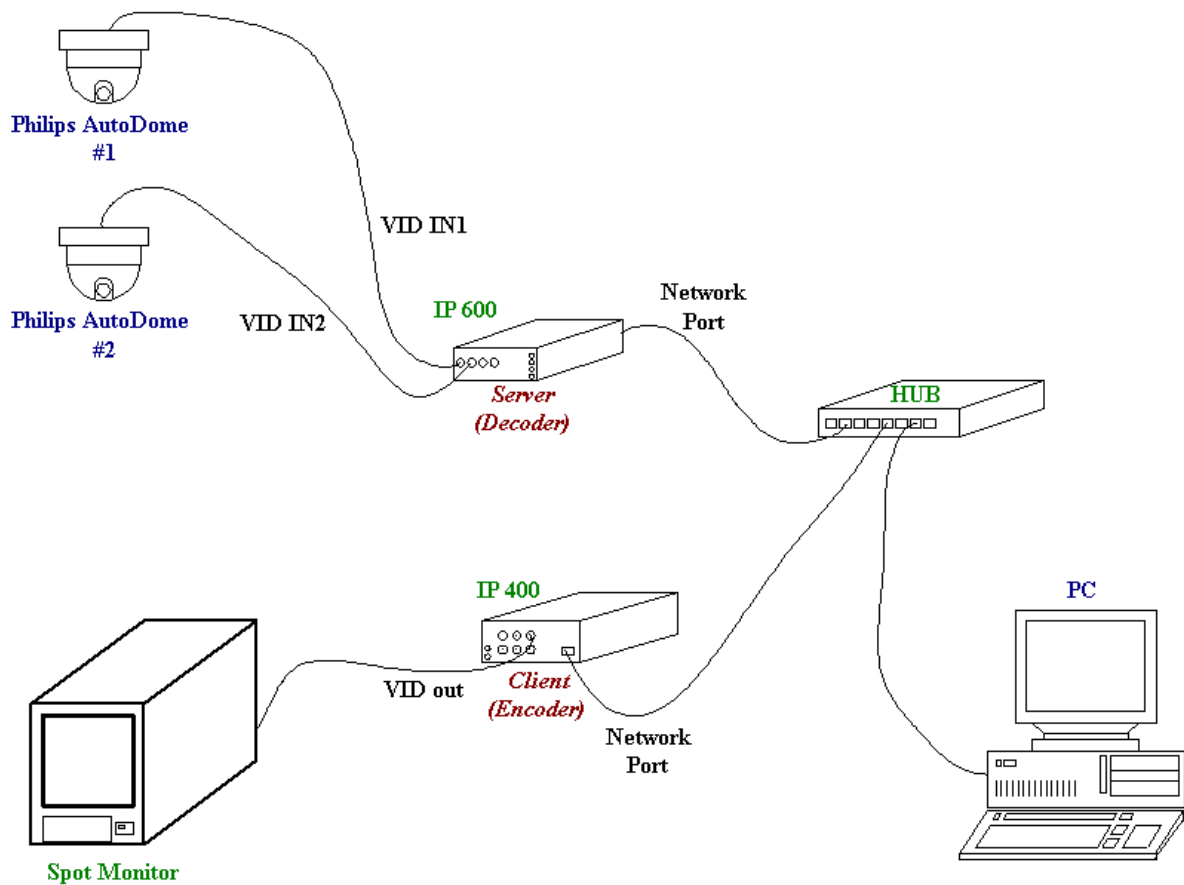 Philips AutoDome
#1
VID IN1
Philips AutoDome
#2
VID IN2
IP 600
Server
(Decoder)
Network
Port
HUB
IP 400
Client
(Encoder)
VID out
Network
Port
PC
Spot Monitor